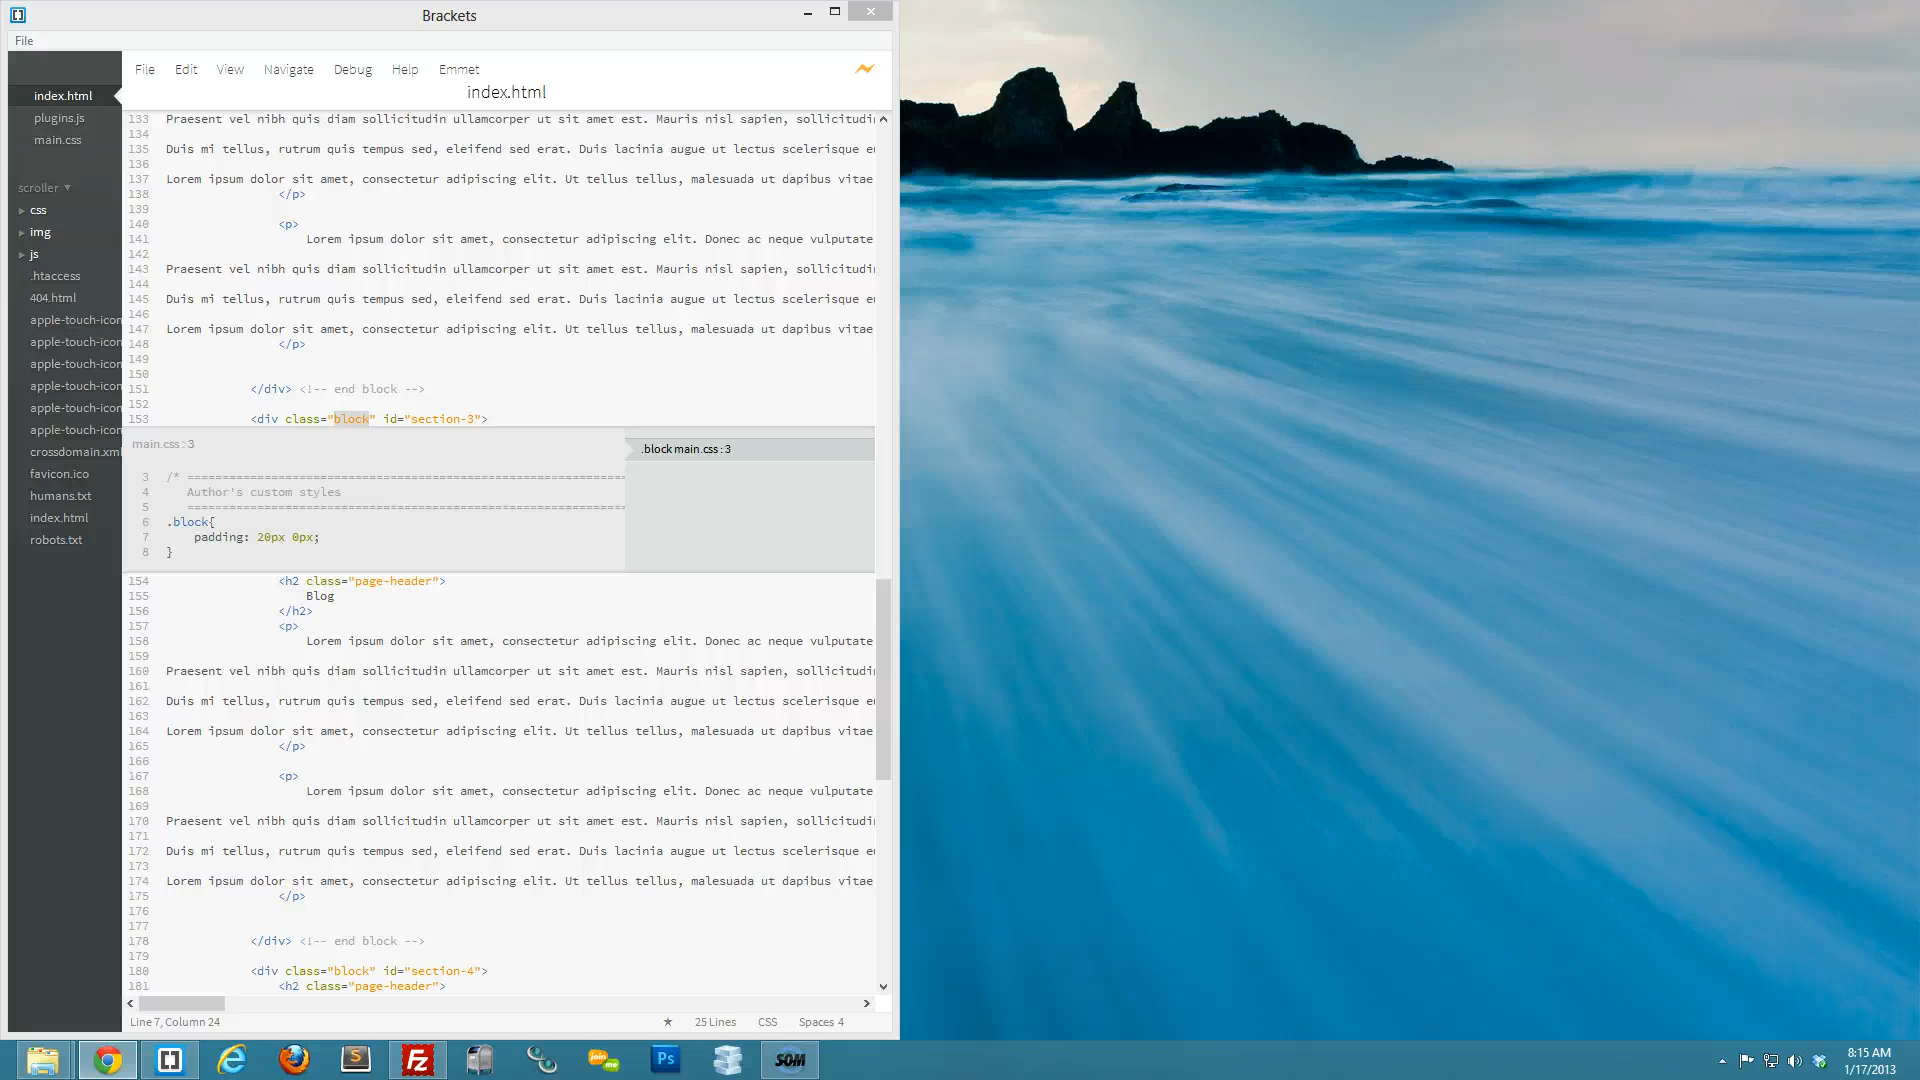 Brackets
File
File Edit View Navigate Debug Help Emmet
index.html
index.html
plugins.js
main.css
scroller
css
img
js
.htaccess
404.html
apple-touch-icon
apple-touch-icon
apple-touch-icon
apple-touch-icon
apple-touch-icon
apple-touch-icon
crossdomain.xml
favicon.ico
humans.txt
index.html
robots.txt
133 Praesent vel nibh quis diam sollicitudin ullamcorper ut sit amet est. Mauris nisl sapien, sollicitudin
134
135 Duis mi tellus, rutrum quis tempus sed, eleifend sed erat. Duis lacinia augue ut lectus scelerisque e
136
137 Lorem ipsum dolor sit amet, consectetur adipiscing elit. Ut tellus tellus, malesuada ut dapibus vitae
138 </p>
139
140 <p>
141 Lorem ipsum dolor sit amet, consectetur adipiscing elit. Donec ac neque vulputate
142
143 Praesent vel nibh quis diam sollicitudin ullamcorper ut sit amet est. Mauris nisl sapien, sollicitudin
144
145 Duis mi tellus, rutrum quis tempus sed, eleifend sed erat. Duis lacinia augue ut lectus scelerisque e
146
147 Lorem ipsum dolor sit amet, consectetur adipiscing elit. Ut tellus tellus, malesuada ut dapibus vitae
148 </p>
149
150
151 </div> <!-- end block -->
152
153 <div class="block" id="section-3">
main.css : 3
.block main.css : 3
3 /* ==============================================================
4 Author's custom styles
5 ==============================================================
6 .block{
7 padding: 20px 0px;
8 }
154 <h2 class="page-header">
155 Blog
156 </h2>
157 <p>
158 Lorem ipsum dolor sit amet, consectetur adipiscing elit. Donec ac neque vulputate
159
160 Praesent vel nibh quis diam sollicitudin ullamcorper ut sit amet est. Mauris nisl sapien, sollicitudin
161
162 Duis mi tellus, rutrum quis tempus sed, eleifend sed erat. Duis lacinia augue ut lectus scelerisque e
163
164 Lorem ipsum dolor sit amet, consectetur adipiscing elit. Ut tellus tellus, malesuada ut dapibus vitae
165 </p>
166
167 <p>
168 Lorem ipsum dolor sit amet, consectetur adipiscing elit. Donec ac neque vulputate
169
170 Praesent vel nibh quis diam sollicitudin ullamcorper ut sit amet est. Mauris nisl sapien, sollicitudin
171
172 Duis mi tellus, rutrum quis tempus sed, eleifend sed erat. Duis lacinia augue ut lectus scelerisque e
173
174 Lorem ipsum dolor sit amet, consectetur adipiscing elit. Ut tellus tellus, malesuada ut dapibus vitae
175 </p>
176
177
178 </div> <!-- end block -->
179
180 <div class="block" id="section-4">
181 <h2 class="page-header">
Line 7, Column 24
25 Lines CSS Spaces 4
S Fz join me Ps SOM
8:15 AM
1/17/2013